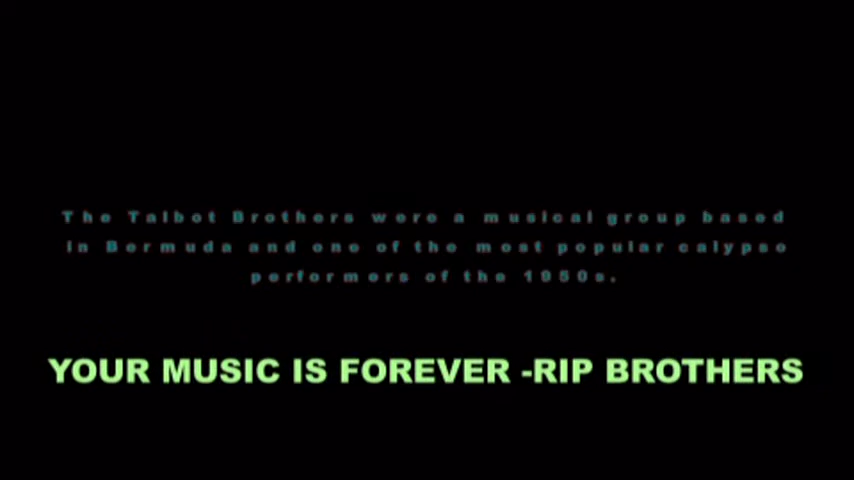 The Talbot Brothers were a musical group based
in Bermuda and one of the most popular calypso
performers of the 1950s.
YOUR MUSIC IS FOREVER -RIP BROTHERS